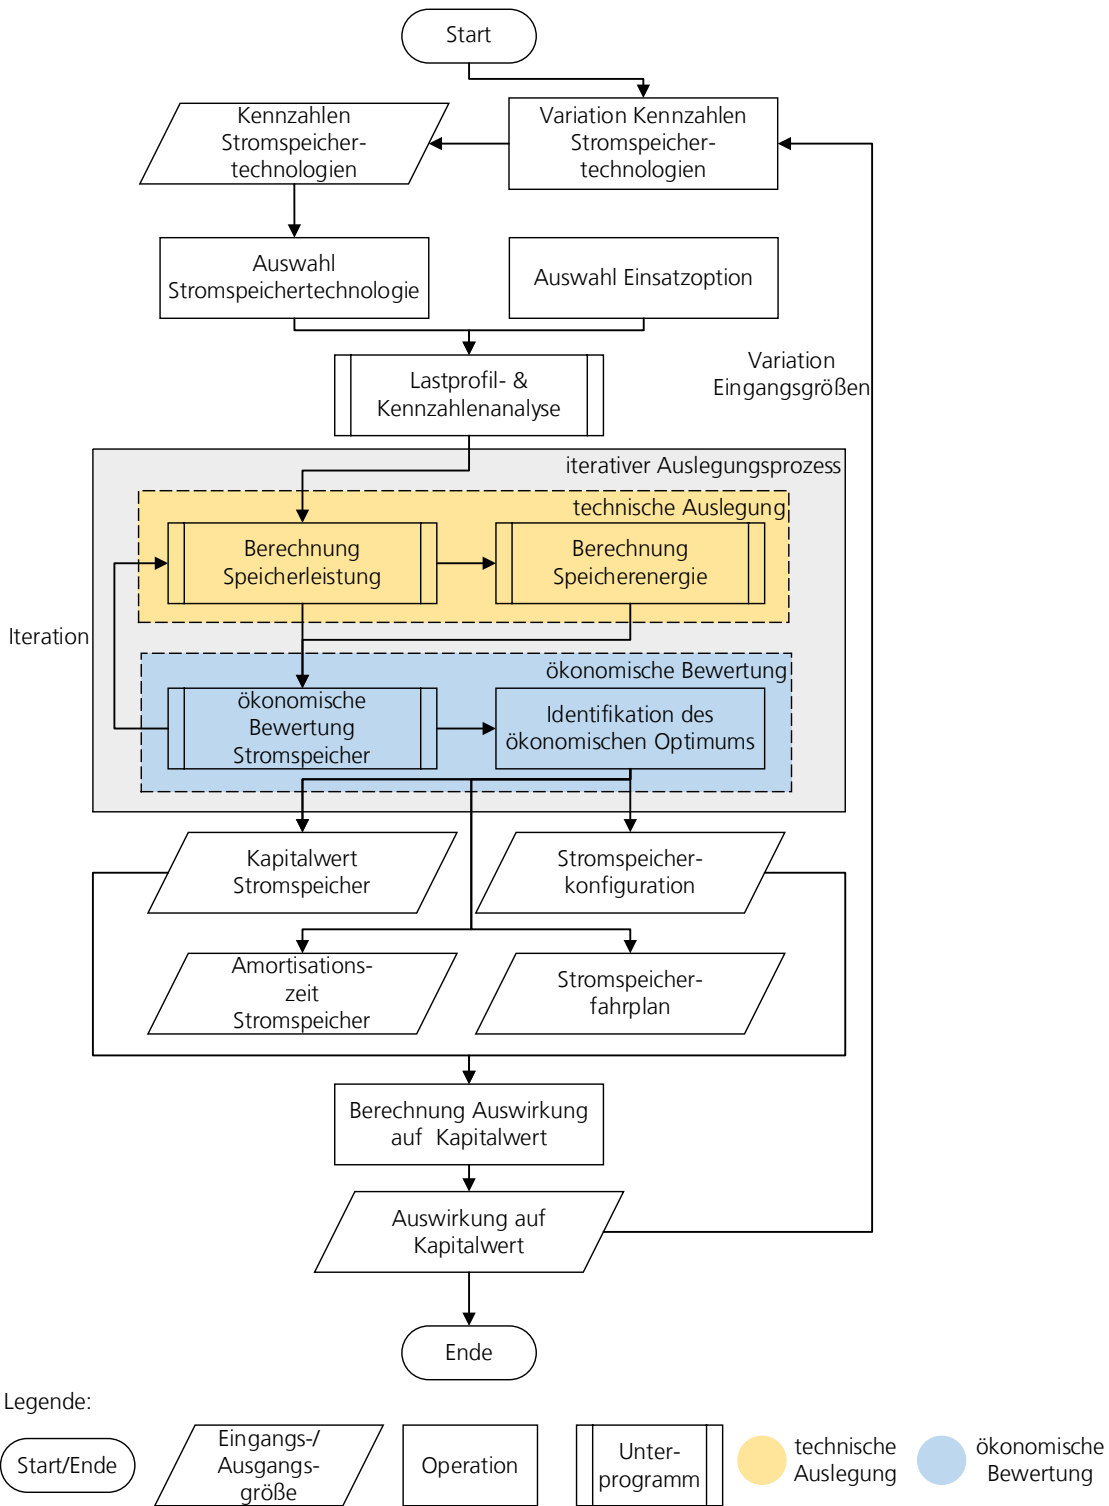 Start
Kennzahlen
Stromspeicher-
technologien
Variation Kennzahlen
Stromspeicher-
technologien
Auswahl
Stromspeichertechnologie
Auswahl Einsatzoption
Variation
Eingangsgrößen
Lastprofil- &
Kennzahlenanalyse
iterativer Auslegungsprozess
technische Auslegung
Berechnung
Speicherleistung
Berechnung
Speicherenergie
Iteration
ökonomische Bewertung
ökonomische
Bewertung
Stromspeicher
Identifikation des
ökonomischen Optimums
Kapitalwert
Stromspeicher
Stromspeicher-
konfiguration
Amortisations-
zeit
Stromspeicher
Stromspeicher-
fahrplan
Berechnung Auswirkung
auf Kapitalwert
Auswirkung auf
Kapitalwert
Ende
Legende:
Start/Ende
Eingangs-/
Ausgangs-
größe
Operation
Unter-
programm
technische
Auslegung
ökonomische
Bewertung